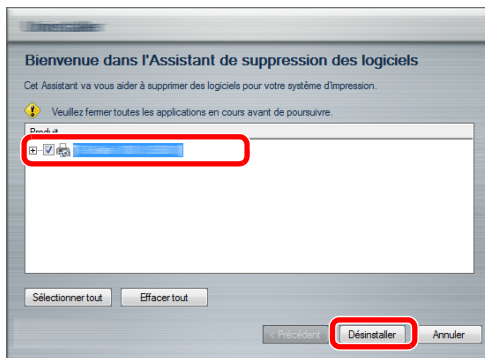 Bienvenue dans l'Assistant de suppression des logiciels
Cet Assistant va vous aider à supprimer des logiciels pour votre système d'impression.
Veuillez fermer toutes les applications en cours avant de poursuivre.
Produit
Sélectionner tout Effacer tout
< Précédent Désinstaller Annuler